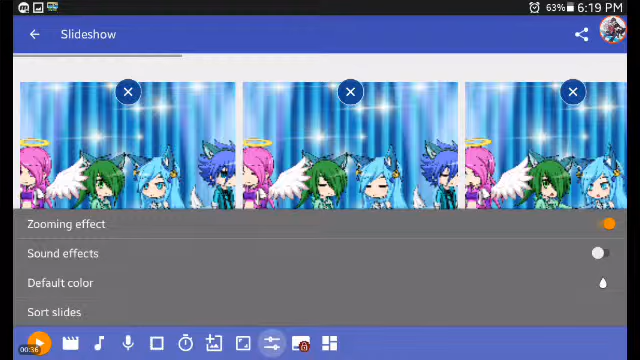 63% 6:19 PM
Slideshow
Zooming effect
Sound effects
Default color
Sort slides
00:36